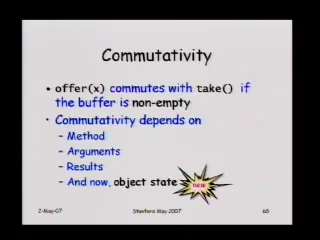 Commutativity
• offer(x) commutes with take() if
the buffer is non-empty
• Commutativity depends on
– Method
– Arguments
– Results
– And now, object state
new
2-May-07
Stanford May 2007
68